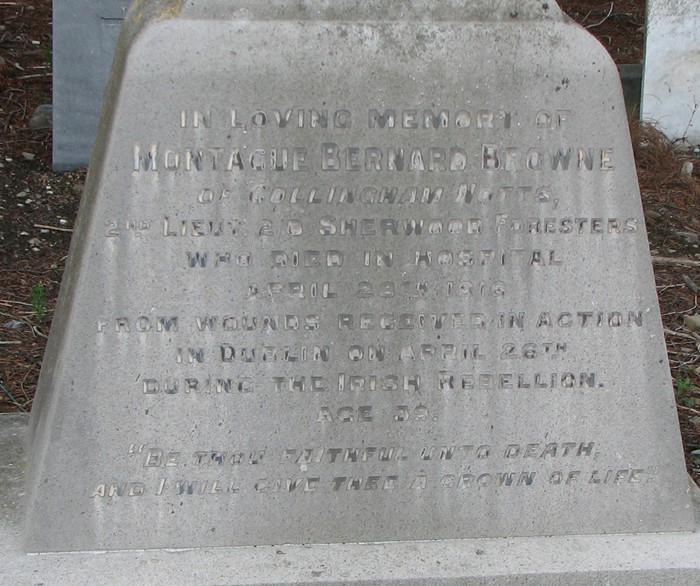 IN LOVING MEMORY OF
MONTAGUE BERNARD BROWNE
OF COLLINGHAM NOTTS,
2ND LIEUT 2/8 SHERWOOD FORESTERS
WHO DIED IN HOSPITAL
APRIL 1916
FROM WOUNDS RECEIVED IN ACTION
IN DUBLIN ON APRIL 26TH
DURING THE IRISH REBELLION.
AGE
"BE THOU FAITHFUL UNTO DEATH,
AND I WILL GIVE THEE A CROWN OF LIFE"